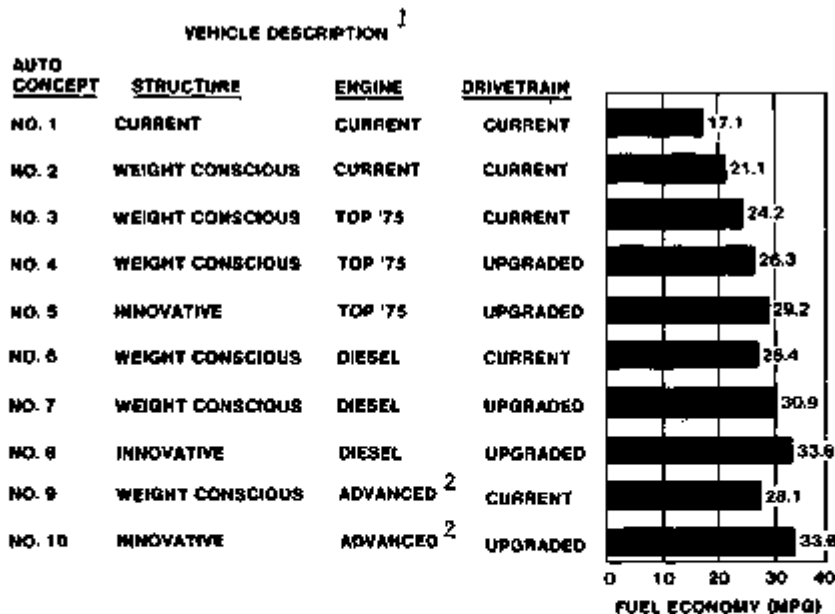 VEHICLE DESCRIPTION 1
AUTO CONCEPT STRUCTURE ENGINE DRIVETRAIN
NO. 1 CURRENT CURRENT CURRENT 17.1
NO. 2 WEIGHT CONSCIOUS CURRENT CURRENT 21.1
NO. 3 WEIGHT CONSCIOUS TOP '75 CURRENT 24.2
NO. 4 WEIGHT CONSCIOUS TOP '75 UPGRADED 26.3
NO. 5 INNOVATIVE TOP '75 UPGRADED 29.2
NO. 6 WEIGHT CONSCIOUS DIESEL CURRENT
NO. 7 WEIGHT CONSCIOUS DIESEL UPGRADED 30.9
NO. 8 INNOVATIVE DIESEL UPGRADED
NO. 9 WEIGHT CONSCIOUS ADVANCED 2 CURRENT 28.1
NO. 10 INNOVATIVE ADVANCED 2 UPGRADED
0 10 20 30 40
FUEL ECONOMY (MPG)